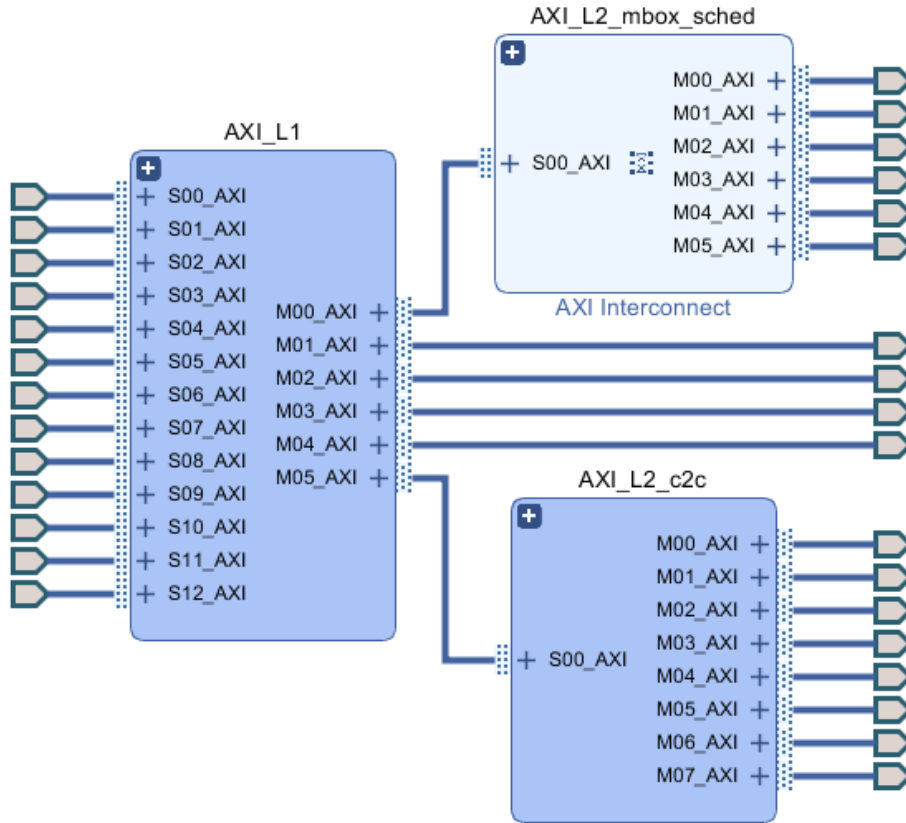 AXI_L2_mbox_sched
M00_AXI
M01_AXI
M02_AXI
S00_AXI
M03_AXI
M04_AXI
M05_AXI
AXI Interconnect
AXI_L1
S00_AXI
S01_AXI
S02_AXI
S03_AXI
S04_AXI
S05_AXI
S06_AXI
S07_AXI
S08_AXI
S09_AXI
S10_AXI
S11_AXI
S12_AXI
M00_AXI
M01_AXI
M02_AXI
M03_AXI
M04_AXI
M05_AXI
AXI_L2_c2c
S00_AXI
M00_AXI
M01_AXI
M02_AXI
M03_AXI
M04_AXI
M05_AXI
M06_AXI
M07_AXI